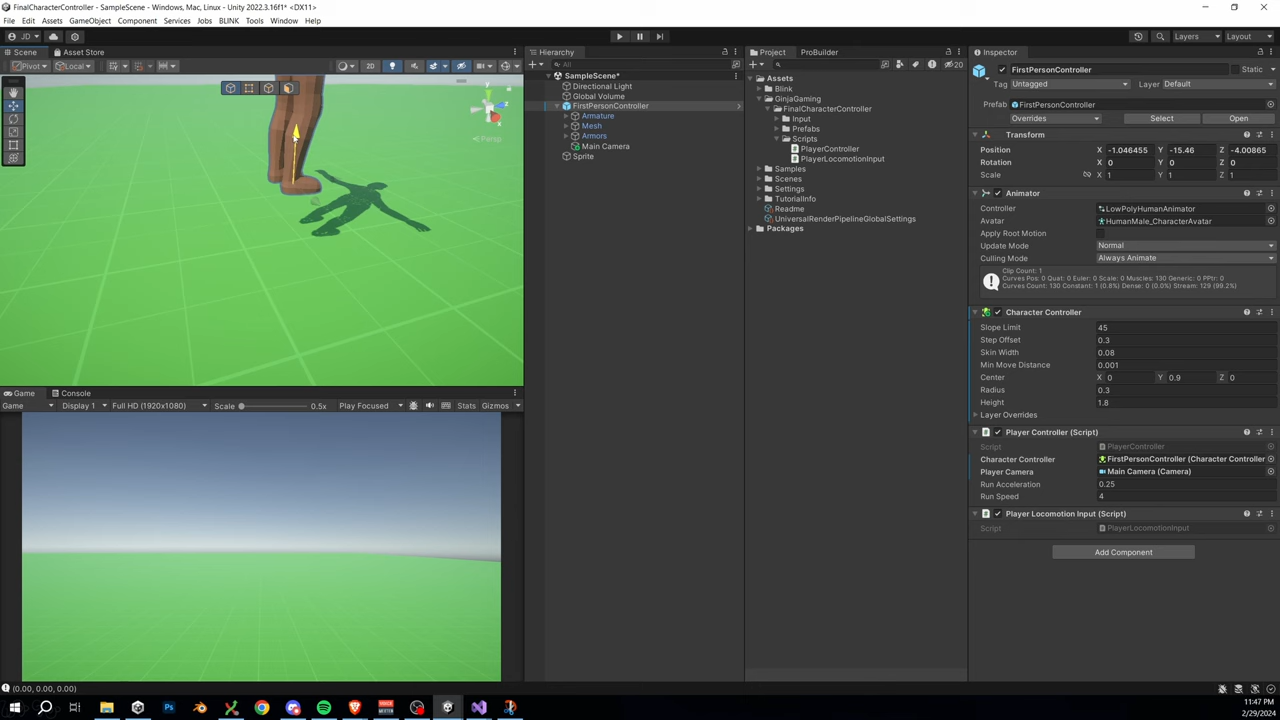 FinalCharacterController - SampleScene - Windows, Mac, Linux - Unity 2022.3.16f1* <DX11>
File Edit Assets GameObject Component Services Jobs BLINK Tools Window Help
JD
Layers
Layout
Scene
Asset Store
Pivot
Local
2D
Persp
Game
Console
Game
Display 1
Full HD (1920x1080)
Scale
0.5x
Play Focused
Stats
Gizmos
Hierarchy
All
SampleScene*
Directional Light
Global Volume
FirstPersonController
Armature
Mesh
Armors
Main Camera
Sprite
Project
ProBuilder
20
Assets
Blink
GinjaGaming
FinalCharacterController
Input
Prefabs
Scripts
PlayerController
PlayerLocomotionInput
Samples
Scenes
Settings
TutorialInfo
Readme
UniversalRenderPipelineGlobalSettings
Packages
Inspector
FirstPersonController
Static
Tag Untagged
Layer Default
Prefab FirstPersonController
Overrides
Select
Open
Transform
Position X -1.046455 Y -15.46 Z -4.00865
Rotation X 0 Y 0 Z 0
Scale X 1 Y 1 Z 1
Animator
Controller LowPolyHumanAnimator
Avatar HumanMale_CharacterAvatar
Apply Root Motion
Update Mode Normal
Culling Mode Always Animate
Clip Count: 1
Curves Pos: 0 Quat: 0 Euler: 0 Scale: 0 Muscles: 130 Generic: 0 PPtr: 0
Curves Count: 130 Constant: 1 (0.8%) Dense: 0 (0.0%) Stream: 129 (99.2%)
Character Controller
Slope Limit 45
Step Offset 0.3
Skin Width 0.08
Min Move Distance 0.001
Center X 0 Y 0.9 Z 0
Radius 0.3
Height 1.8
Layer Overrides
Player Controller (Script)
Script PlayerController
Character Controller FirstPersonController (Character Controller
Player Camera Main Camera (Camera)
Run Acceleration 0.25
Run Speed 4
Player Locomotion Input (Script)
Script PlayerLocomotionInput
Add Component
(0.00, 0.00, 0.00)
11:47 PM
2/29/2024